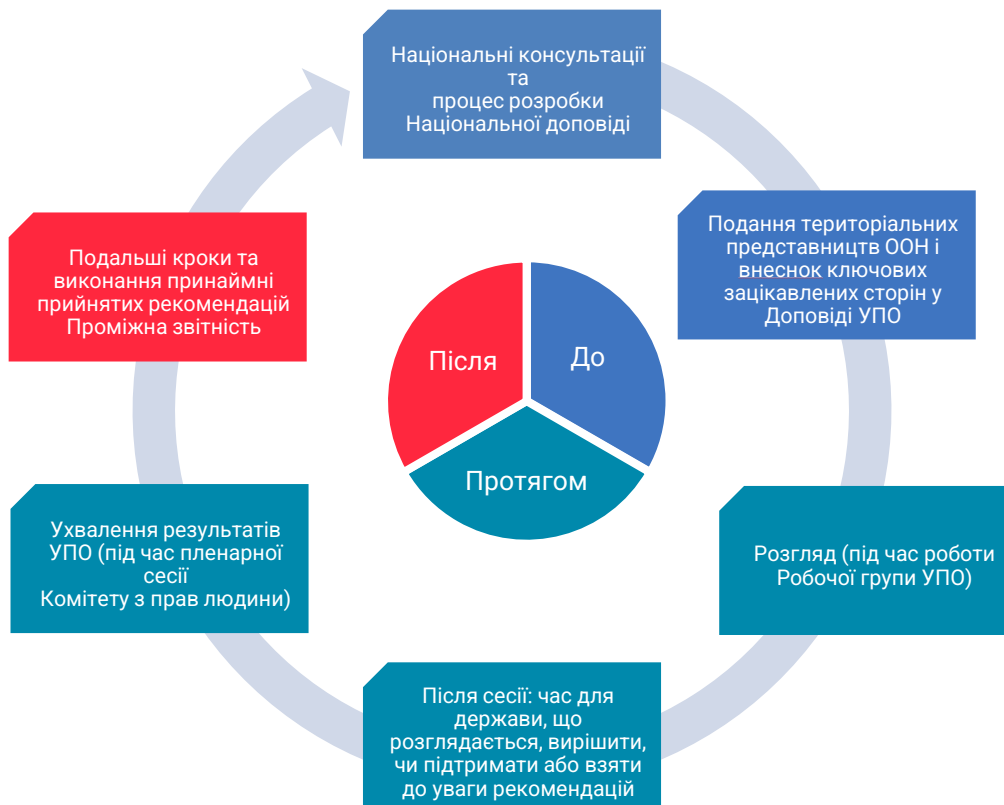 Національні консультації
та
процес розробки
Національної доповіді
Подання територіальних
представництв ООН і
внеснок ключових
зацікавлених сторін у
Доповіді УПО
Розгляд (під час роботи
Робочої групи УПО)
Після сесії: час для
держави, що
розглядається, вирішити,
чи підтримати або взяти
до уваги рекомендацій
Ухвалення результатів
УПО (під час пленарної
сесії
Комітету з прав людини)
Подальші кроки та
виконання принаймні
прийнятих рекомендацій
Проміжна звітність
До
Протягом
Після